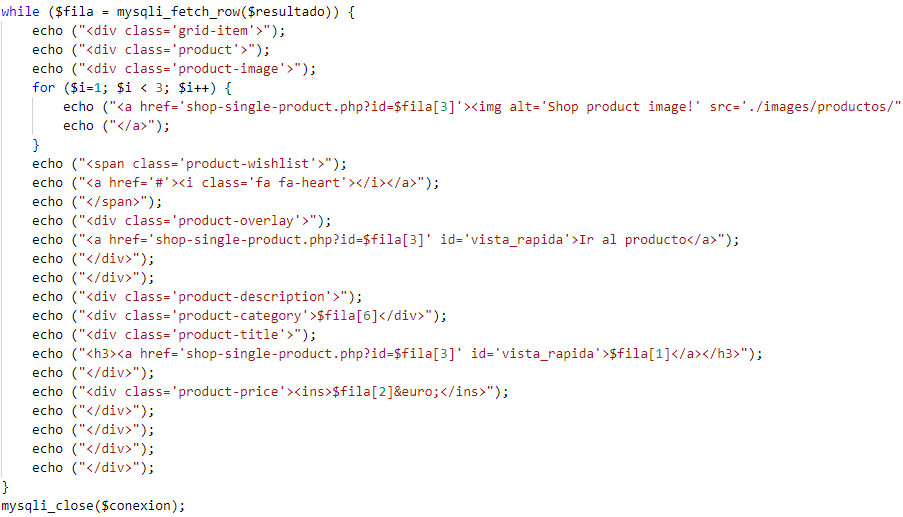 while ($fila = mysqli_fetch_row($resultado)) {
    echo ("<div class='grid-item'>");
    echo ("<div class='product'>");
    echo ("<div class='product-image'>");
    for ($i=1; $i < 3; $i++) {
        echo ("<a href='shop-single-product.php?id=$fila[3]'><img alt='Shop product image!' src='./images/productos/"
        echo ("</a>");
    }
    echo ("<span class='product-wishlist'>");
    echo ("<a href='#'><i class='fa fa-heart'></i></a>");
    echo ("</span>");
    echo ("<div class='product-overlay'>");
    echo ("<a href='shop-single-product.php?id=$fila[3]' id='vista_rapida'>Ir al producto</a>");
    echo ("</div>");
    echo ("</div>");
    echo ("<div class='product-description'>");
    echo ("<div class='product-category'>$fila[6]</div>");
    echo ("<div class='product-title'>");
    echo ("<h3><a href='shop-single-product.php?id=$fila[3]' id='vista_rapida'>$fila[1]</a></h3>");
    echo ("</div>");
    echo ("<div class='product-price'><ins>$fila[2]&euro;</ins>");
    echo ("</div>");
    echo ("</div>");
    echo ("</div>");
    echo ("</div>");
}
mysqli_close($conexion);